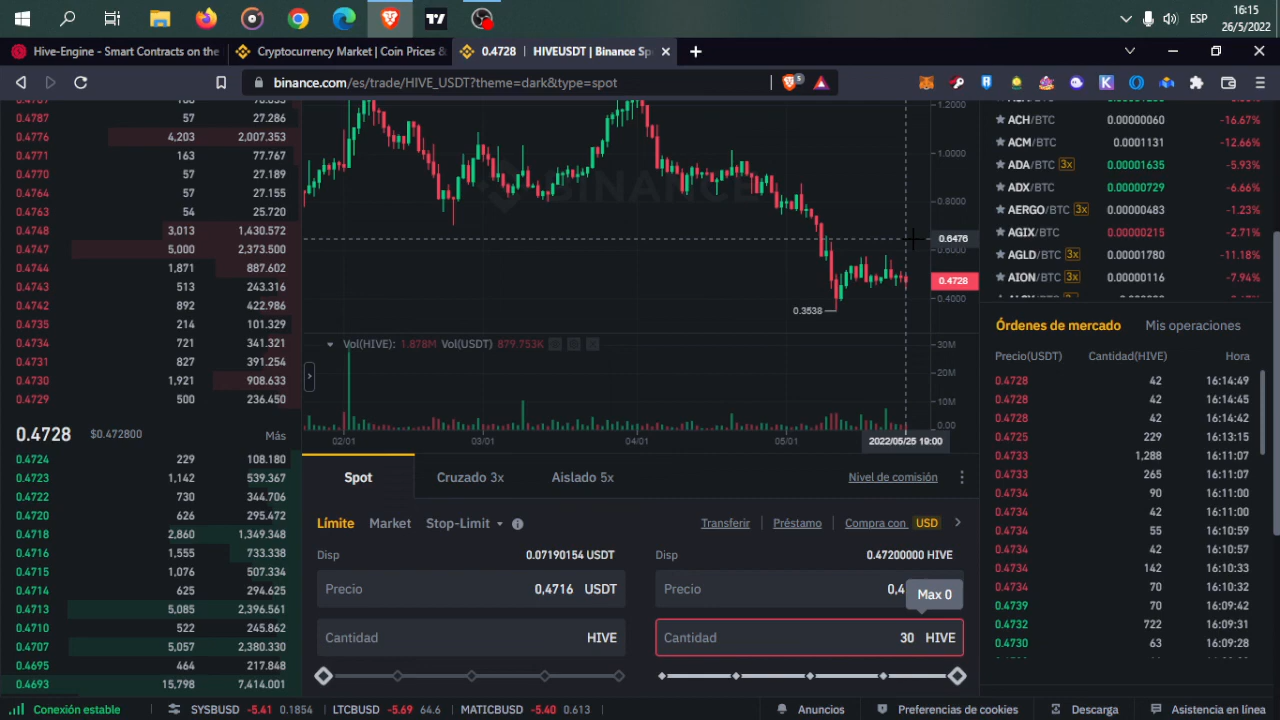 16:15
ESP
26/5/2022
Hive-Engine - Smart Contracts on the
Cryptocurrency Market | Coin Prices &
0.4728 | HIVEUSDT | Binance Sp
binance.com/es/trade/HIVE_USDT?theme=dark&type=spot
5
0.4787 57 27.286
0.4776 4,203 2,007.353
0.4771 163 77.767
0.4770 57 27.189
0.4764 57 27.155
0.4763 54 25.720
0.4748 3,013 1,430.572
0.4747 5,000 2,373.500
0.4744 1,871 887.602
0.4743 513 243.316
0.4742 892 422.986
0.4735 214 101.329
0.4734 721 341.321
0.4731 827 391.254
0.4730 1,921 908.633
0.4729 500 236.450
0.4728 $0.472800 Más
0.4724 229 108.180
0.4723 1,142 539.367
0.4722 730 344.706
0.4720 626 295.472
0.4718 2,860 1,349.348
0.4716 1,555 733.338
0.4715 1,076 507.334
0.4714 625 294.625
0.4713 5,085 2,396.561
0.4710 522 245.862
0.4707 5,057 2,380.330
0.4695 464 217.848
0.4693 15,798 7,414.001
BINANCE
1.2000
1.0000
0.8000
0.6476
0.6000
0.4728
0.4000
0.3538
Vol(HIVE): 1.878M Vol(USDT) 879.753K
30M
20M
10M
0.00
02/01 03/01 04/01 05/01 2022/05/25 19:00
Spot Cruzado 3x Aislado 5x Nivel de comisión
Límite Market Stop-Limit Transferir Préstamo Compra con USD
Disp 0.07190154 USDT
Precio 0,4716 USDT
Cantidad HIVE
Disp 0.47200000 HIVE
Precio 0,4
Max 0
Cantidad 30 HIVE
ACH/BTC 0.00000060 -16.67%
ACM/BTC 0.0001131 -12.66%
ADA/BTC 3x 0.00001635 -5.93%
ADX/BTC 0.00000729 -6.66%
AERGO/BTC 3x 0.00000483 -1.23%
AGIX/BTC 0.00000215 -2.71%
AGLD/BTC 3x 0.00001780 -11.18%
AION/BTC 3x 0.00000116 -7.94%
Órdenes de mercado Mis operaciones
Precio(USDT) Cantidad(HIVE) Hora
0.4728 42 16:14:49
0.4728 42 16:14:45
0.4728 42 16:14:42
0.4725 229 16:13:15
0.4733 1,288 16:11:07
0.4733 265 16:11:07
0.4734 90 16:11:00
0.4734 42 16:11:00
0.4734 55 16:10:59
0.4734 42 16:10:57
0.4734 142 16:10:33
0.4734 70 16:10:32
0.4739 70 16:09:42
0.4732 722 16:09:31
0.4730 63 16:09:28
Conexión estable SYSBUSD -5.41 0.1854 LTCBUSD -5.69 64.6 MATICBUSD -5.40 0.613 Anuncios Preferencias de cookies Descarga Asistencia en línea